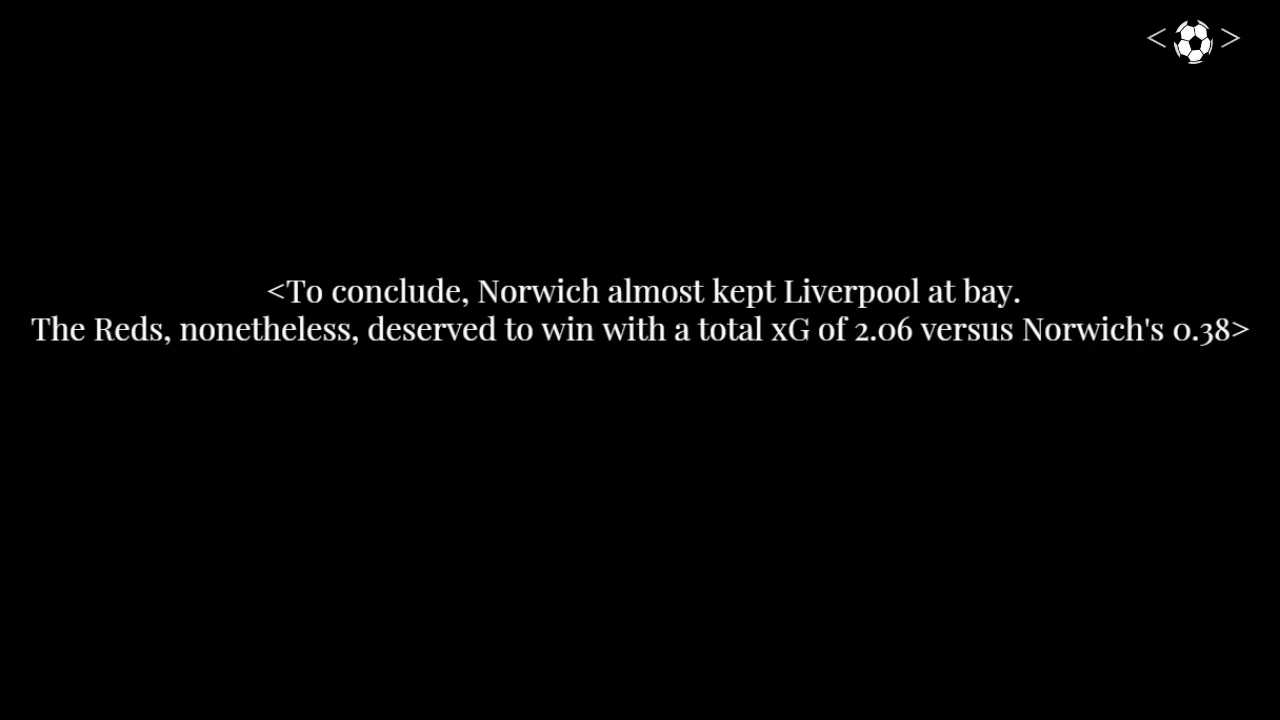 < >
<To conclude, Norwich almost kept Liverpool at bay.
The Reds, nonetheless, deserved to win with a total xG of 2.06 versus Norwich's 0.38>